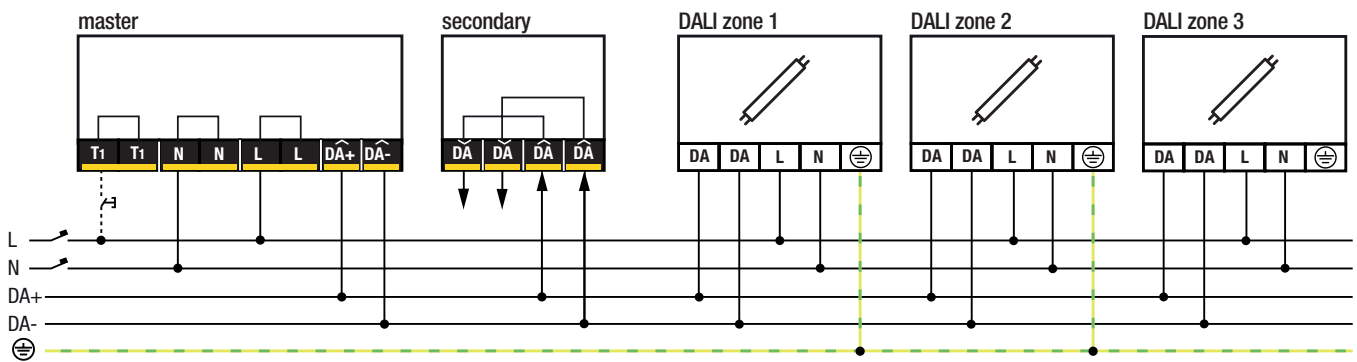 master secondary DALI zone 1 DALI zone 2 DALI zone 3
T1 T1 N N L L DA+ DA- DA DA DA DA DA DA L N DA DA L N DA DA L N
L
N
DA+
DA-